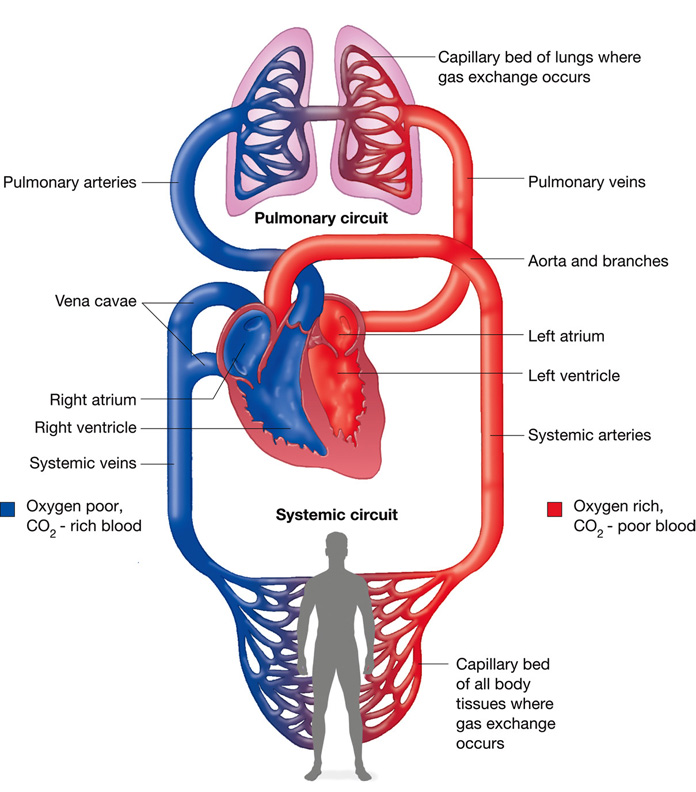 Capillary bed of lungs where
gas exchange occurs
Pulmonary arteries
Pulmonary veins
Pulmonary circuit
Aorta and branches
Vena cavae
Left atrium
Left ventricle
Right atrium
Right ventricle
Systemic arteries
Systemic veins
Oxygen poor,
CO2 - rich blood
Systemic circuit
Oxygen rich,
CO2 - poor blood
Capillary bed
of all body
tissues where
gas exchange
occurs